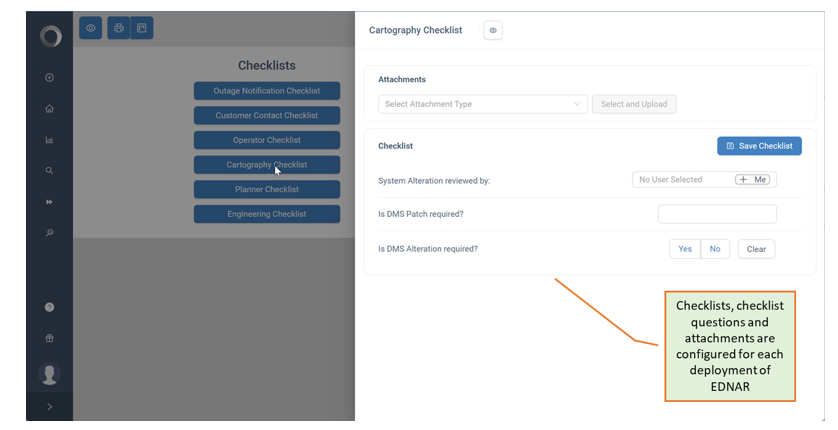 Cartography Checklist
Checklists
Outage Notification Checklist
Customer Contact Checklist
Operator Checklist
Cartography Checklist
Planner Checklist
Engineering Checklist
Attachments
Select Attachment Type
Select and Upload
Checklist
Save Checklist
System Alteration reviewed by:
No User Selected
+ Me
Is DMS Patch required?
Is DMS Alteration required?
Yes
No
Clear
Checklists, checklist
questions and
attachments are
configured for each
deployment of
EDNAR